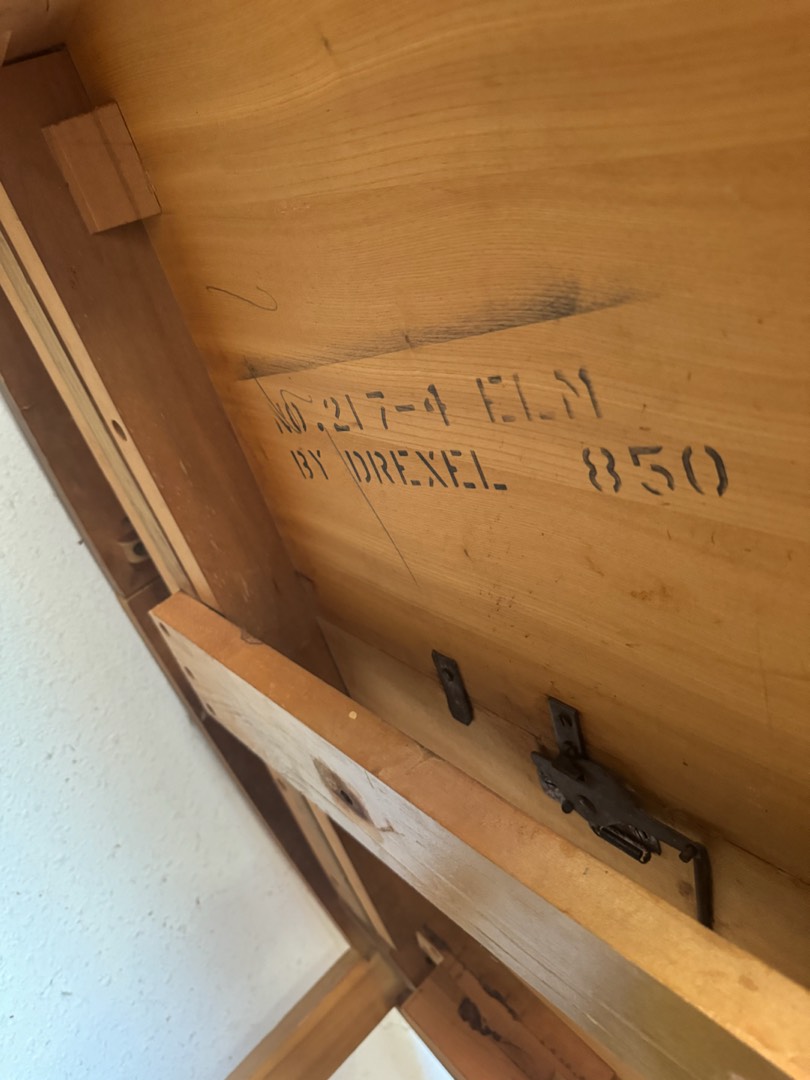 NO.217-4 ELM
BY DREXEL 850